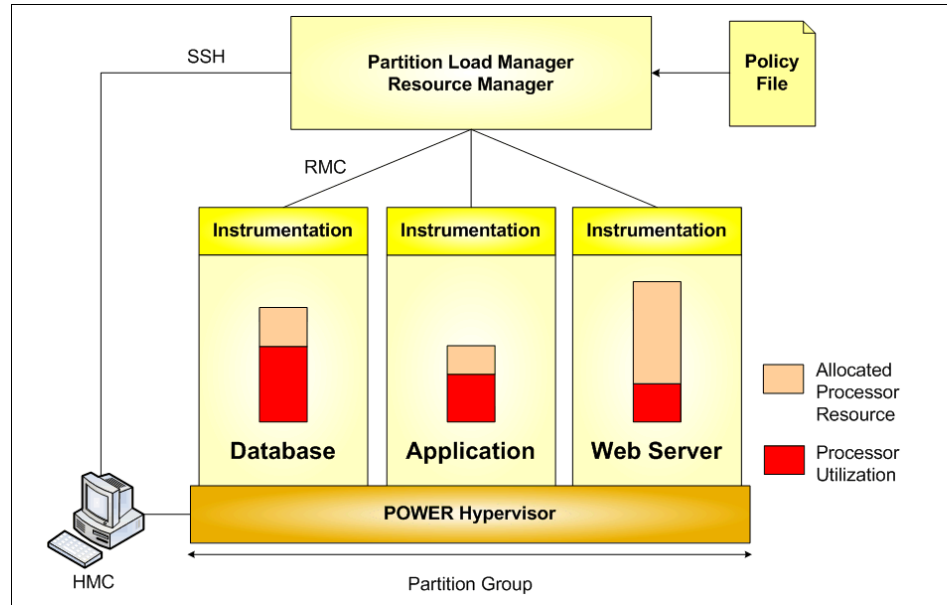 SSH
Partition Load Manager
Resource Manager
Policy
File
RMC
Instrumentation
Instrumentation
Instrumentation
Database
Application
Web Server
Allocated
Processor
Resource
Processor
Utilization
POWER Hypervisor
HMC
Partition Group